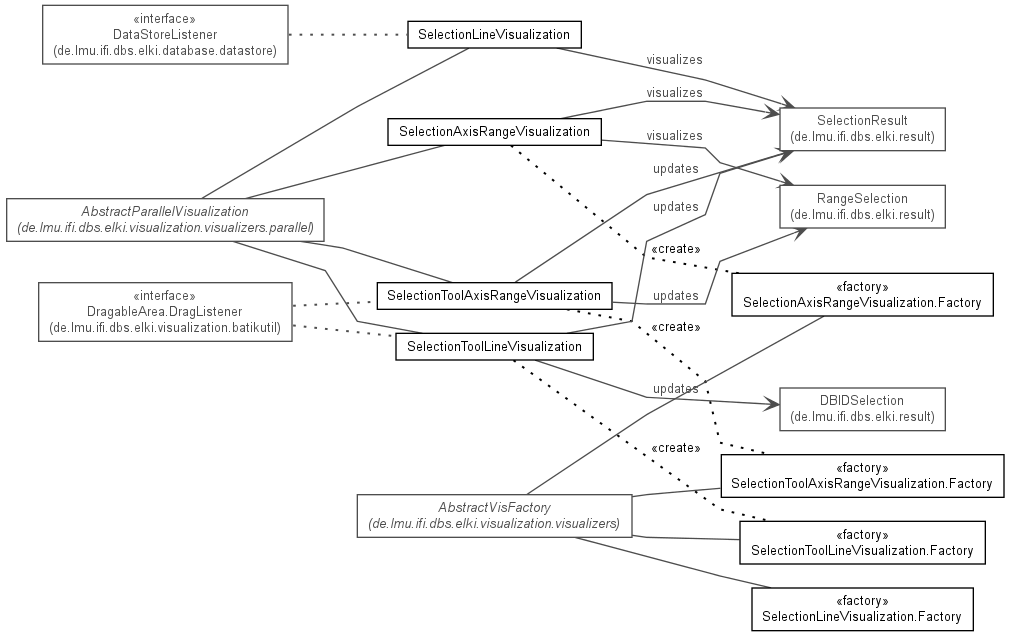 «interface»
DataStoreListener
(de.lmu.ifi.dbs.elki.database.datastore)
SelectionLineVisualization
visualizes
visualizes
SelectionAxisRangeVisualization
SelectionResult
(de.lmu.ifi.dbs.elki.result)
visualizes
updates
AbstractParallelVisualization
(de.lmu.ifi.dbs.elki.visualization.visualizers.parallel)
updates
RangeSelection
(de.lmu.ifi.dbs.elki.result)
«create»
«interface»
DragableArea.DragListener
(de.lmu.ifi.dbs.elki.visualization.batikutil)
SelectionToolAxisRangeVisualization
updates
«factory»
SelectionAxisRangeVisualization.Factory
«create»
SelectionToolLineVisualization
updates
DBIDSelection
(de.lmu.ifi.dbs.elki.result)
«create»
«factory»
SelectionToolAxisRangeVisualization.Factory
AbstractVisFactory
(de.lmu.ifi.dbs.elki.visualization.visualizers)
«factory»
SelectionToolLineVisualization.Factory
«factory»
SelectionLineVisualization.Factory